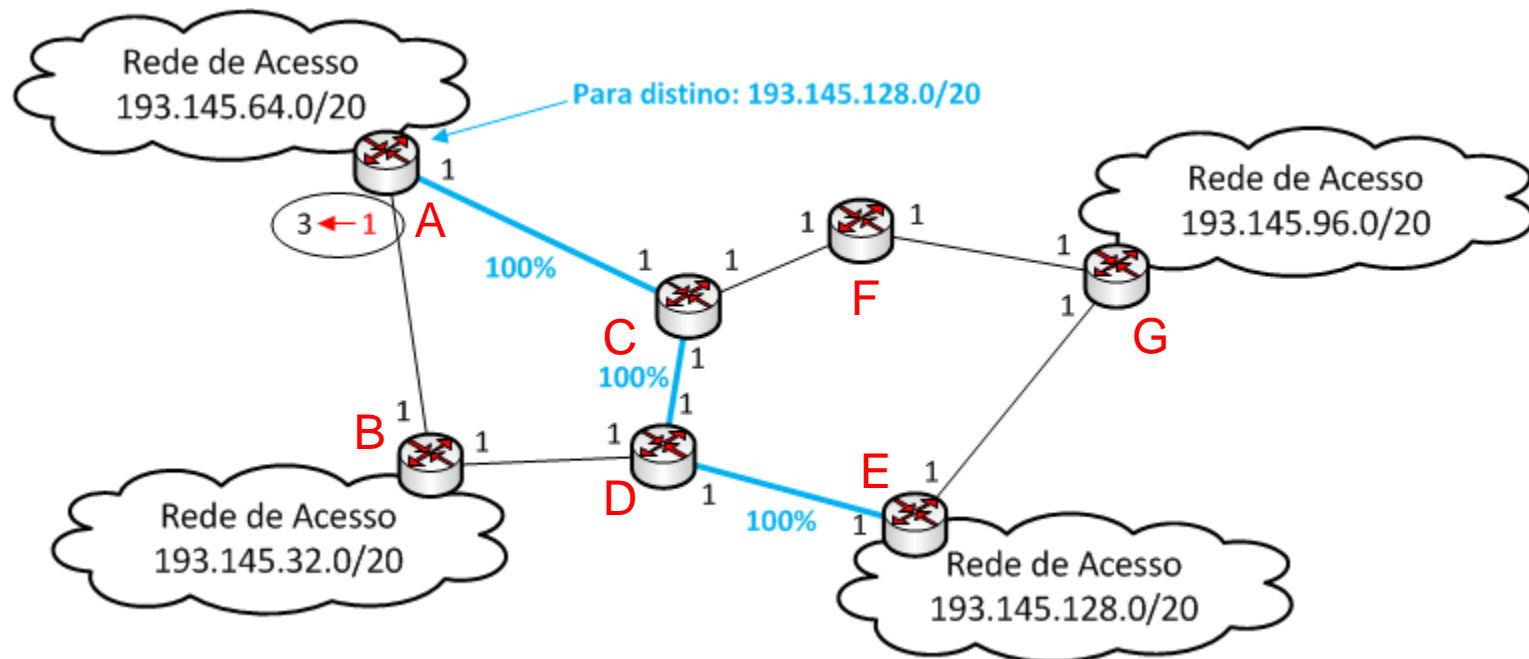 Rede de Acesso
193.145.64.0/20
Para distino: 193.145.128.0/20
1
3 ← 1
A
100%
1
1
1
1
F
Rede de Acesso
193.145.96.0/20
1
1
G
C
1
100%
1
1
B
1
1
D
1
100%
E
1
1
Rede de Acesso
193.145.32.0/20
Rede de Acesso
193.145.128.0/20